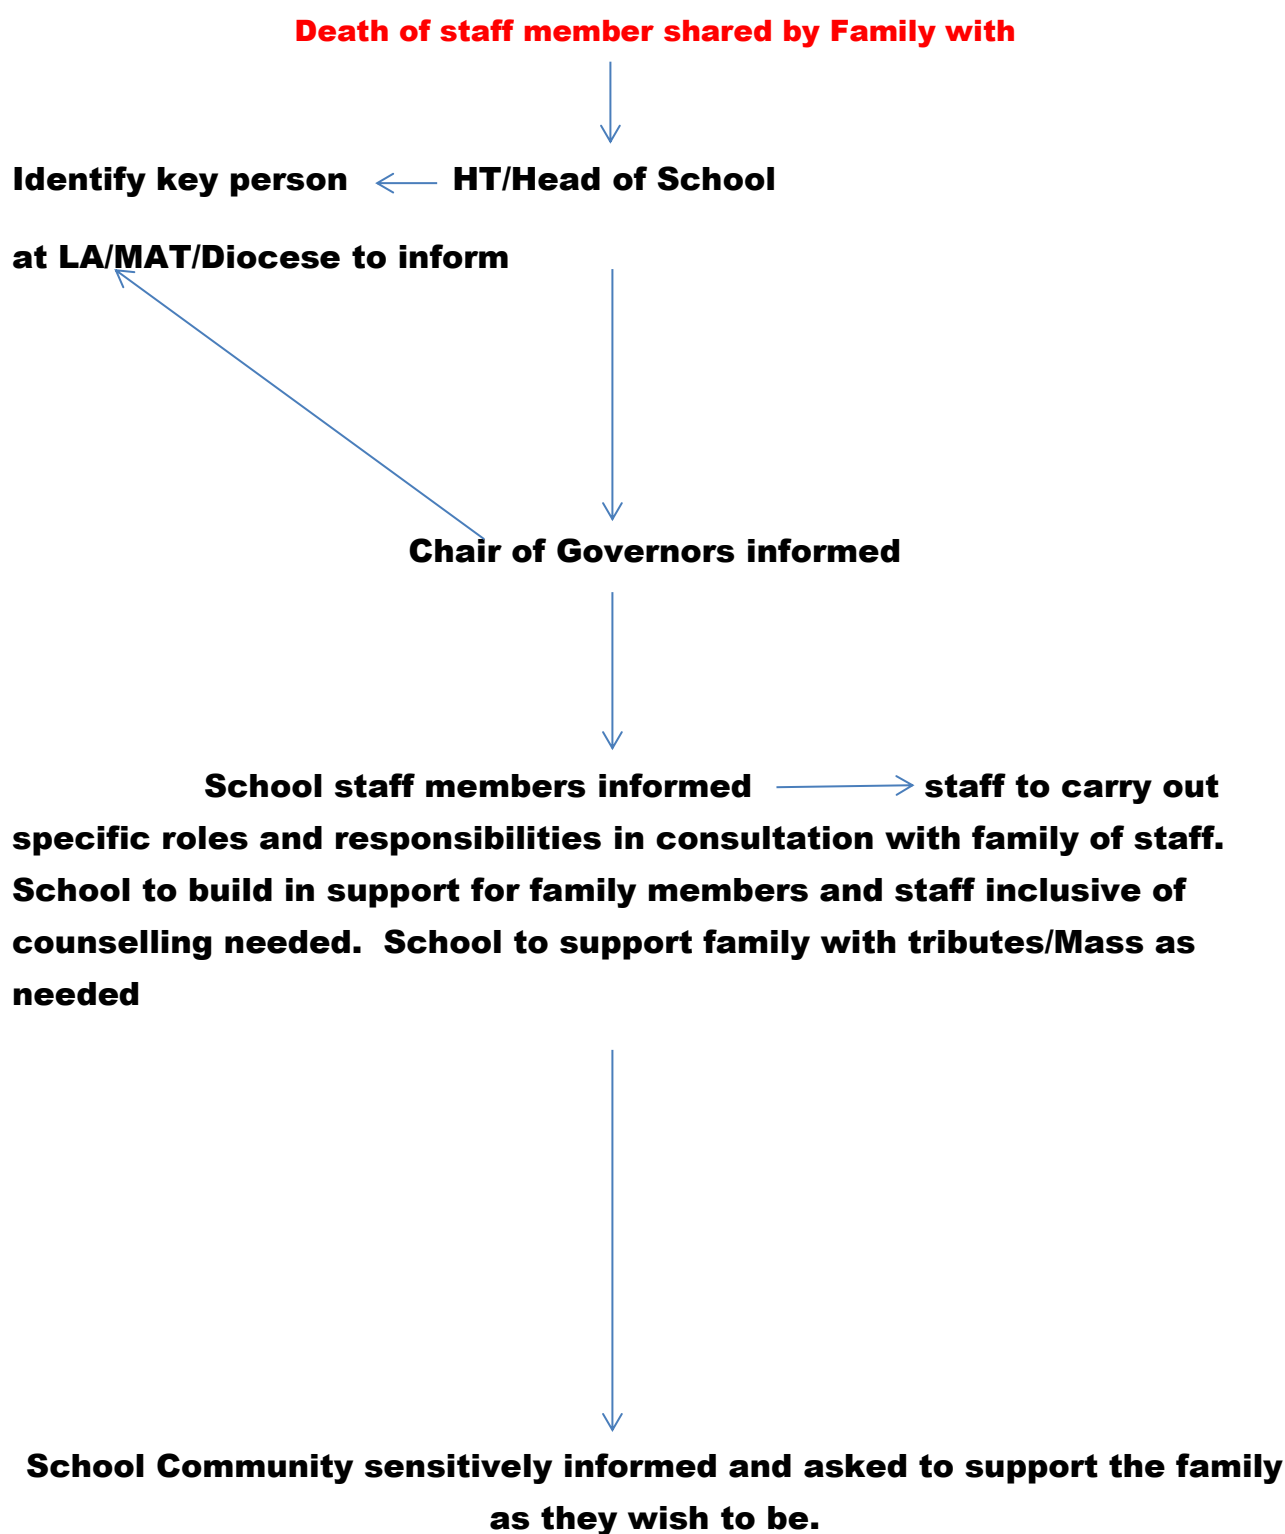 Death of staff member shared by Family with
Identify key person HT/Head of School
at LA/MAT/Diocese to inform
Chair of Governors informed
School staff members informed staff to carry out
specific roles and responsibilities in consultation with family of staff.
School to build in support for family members and staff inclusive of
counselling needed.  School to support family with tributes/Mass as
needed
School Community sensitively informed and asked to support the family
as they wish to be.